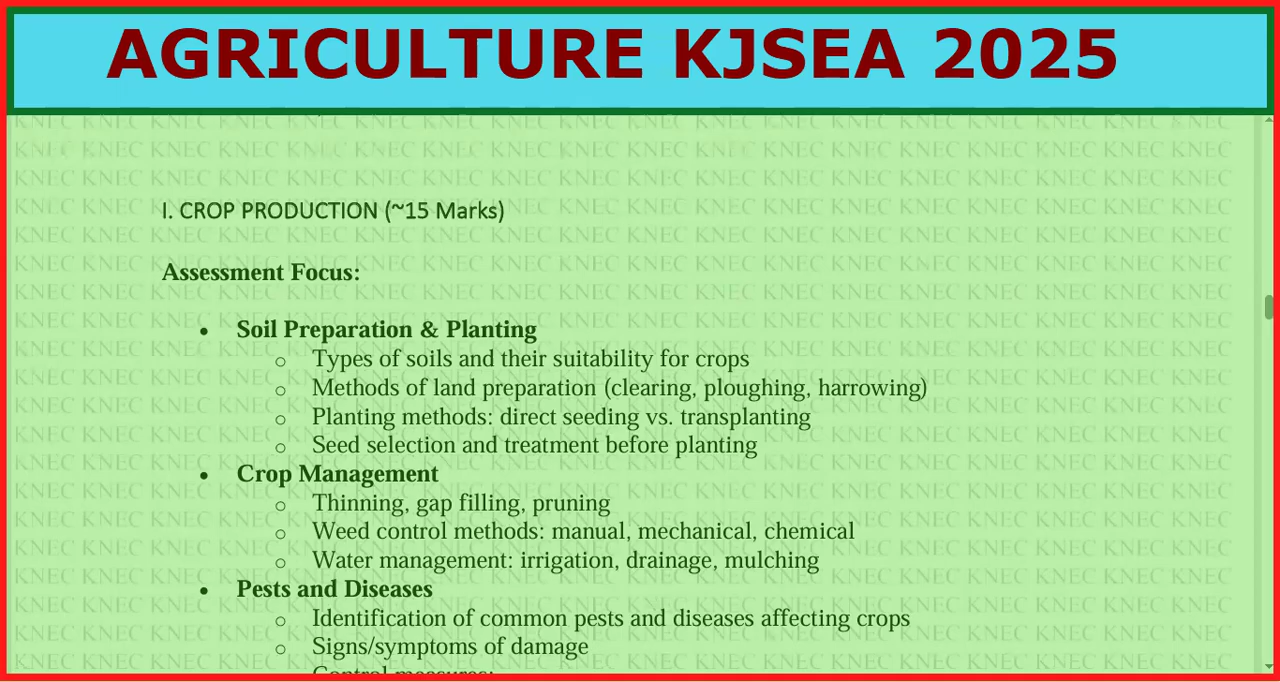 AGRICULTURE KJSEA 2025
I. CROP PRODUCTION (~15 Marks)
Assessment Focus:
• Soil Preparation & Planting
○ Types of soils and their suitability for crops
○ Methods of land preparation (clearing, ploughing, harrowing)
○ Planting methods: direct seeding vs. transplanting
○ Seed selection and treatment before planting
• Crop Management
○ Thinning, gap filling, pruning
○ Weed control methods: manual, mechanical, chemical
○ Water management: irrigation, drainage, mulching
• Pests and Diseases
○ Identification of common pests and diseases affecting crops
○ Signs/symptoms of damage
Control measures: